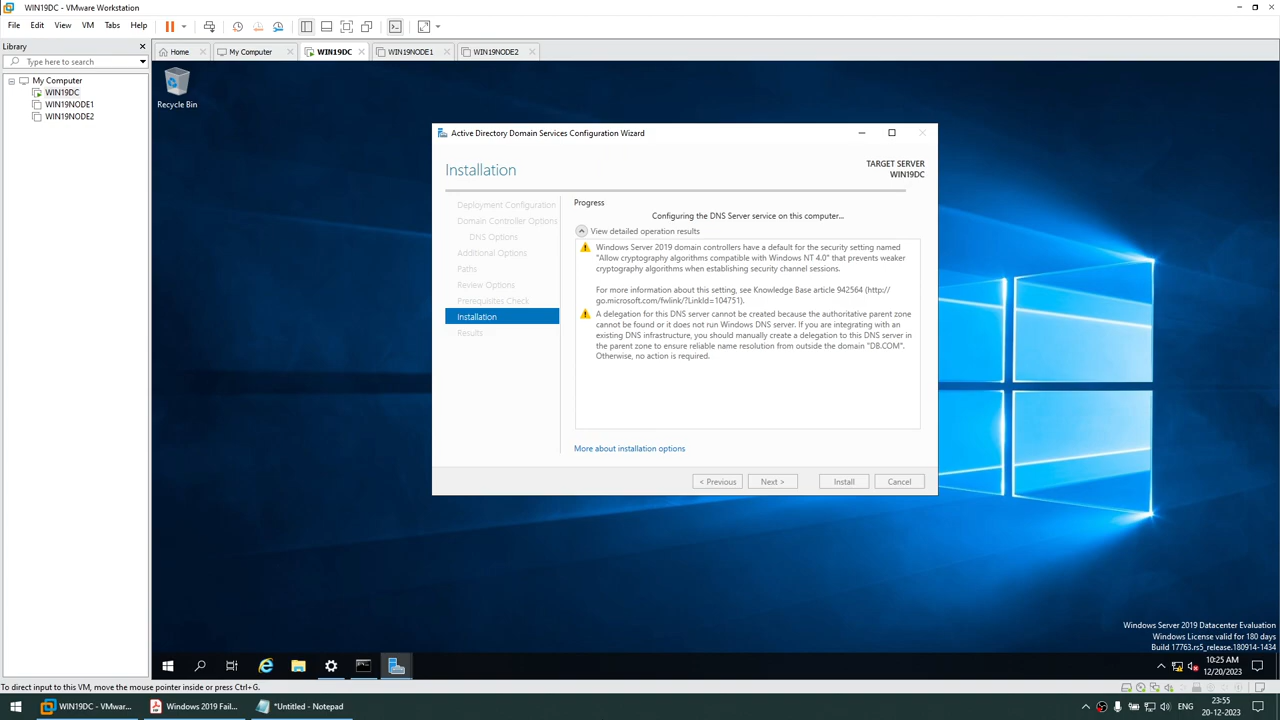 WIN19DC - VMware Workstation
File Edit View VM Tabs Help
Library
Type here to search
Home My Computer WIN19DC WIN19NODE1 WIN19NODE2
My Computer
WIN19DC
WIN19NODE1
WIN19NODE2
Recycle Bin
Active Directory Domain Services Configuration Wizard
Installation
TARGET SERVER
WIN19DC
Deployment Configuration
Domain Controller Options
DNS Options
Additional Options
Paths
Review Options
Prerequisites Check
Installation
Results
Progress
Configuring the DNS Server service on this computer...
View detailed operation results
Windows Server 2019 domain controllers have a default for the security setting named
"Allow cryptography algorithms compatible with Windows NT 4.0" that prevents weaker
cryptography algorithms when establishing security channel sessions.
For more information about this setting, see Knowledge Base article 942564 (http://
go.microsoft.com/fwlink/?LinkId=104751).
A delegation for this DNS server cannot be created because the authoritative parent zone
cannot be found or it does not run Windows DNS server. If you are integrating with an
existing DNS infrastructure, you should manually create a delegation to this DNS server in
the parent zone to ensure reliable name resolution from outside the domain "DB.COM".
Otherwise, no action is required.
More about installation options
< Previous Next > Install Cancel
Windows Server 2019 Datacenter Evaluation
Windows License valid for 180 days
Build 17763.rs5_release.180914-1434
10:25 AM
12/20/2023
To direct input to this VM, move the mouse pointer inside or press Ctrl+G.
WIN19DC - VMwar... Windows 2019 Fail... *Untitled - Notepad
ENG
23:55
20-12-2023